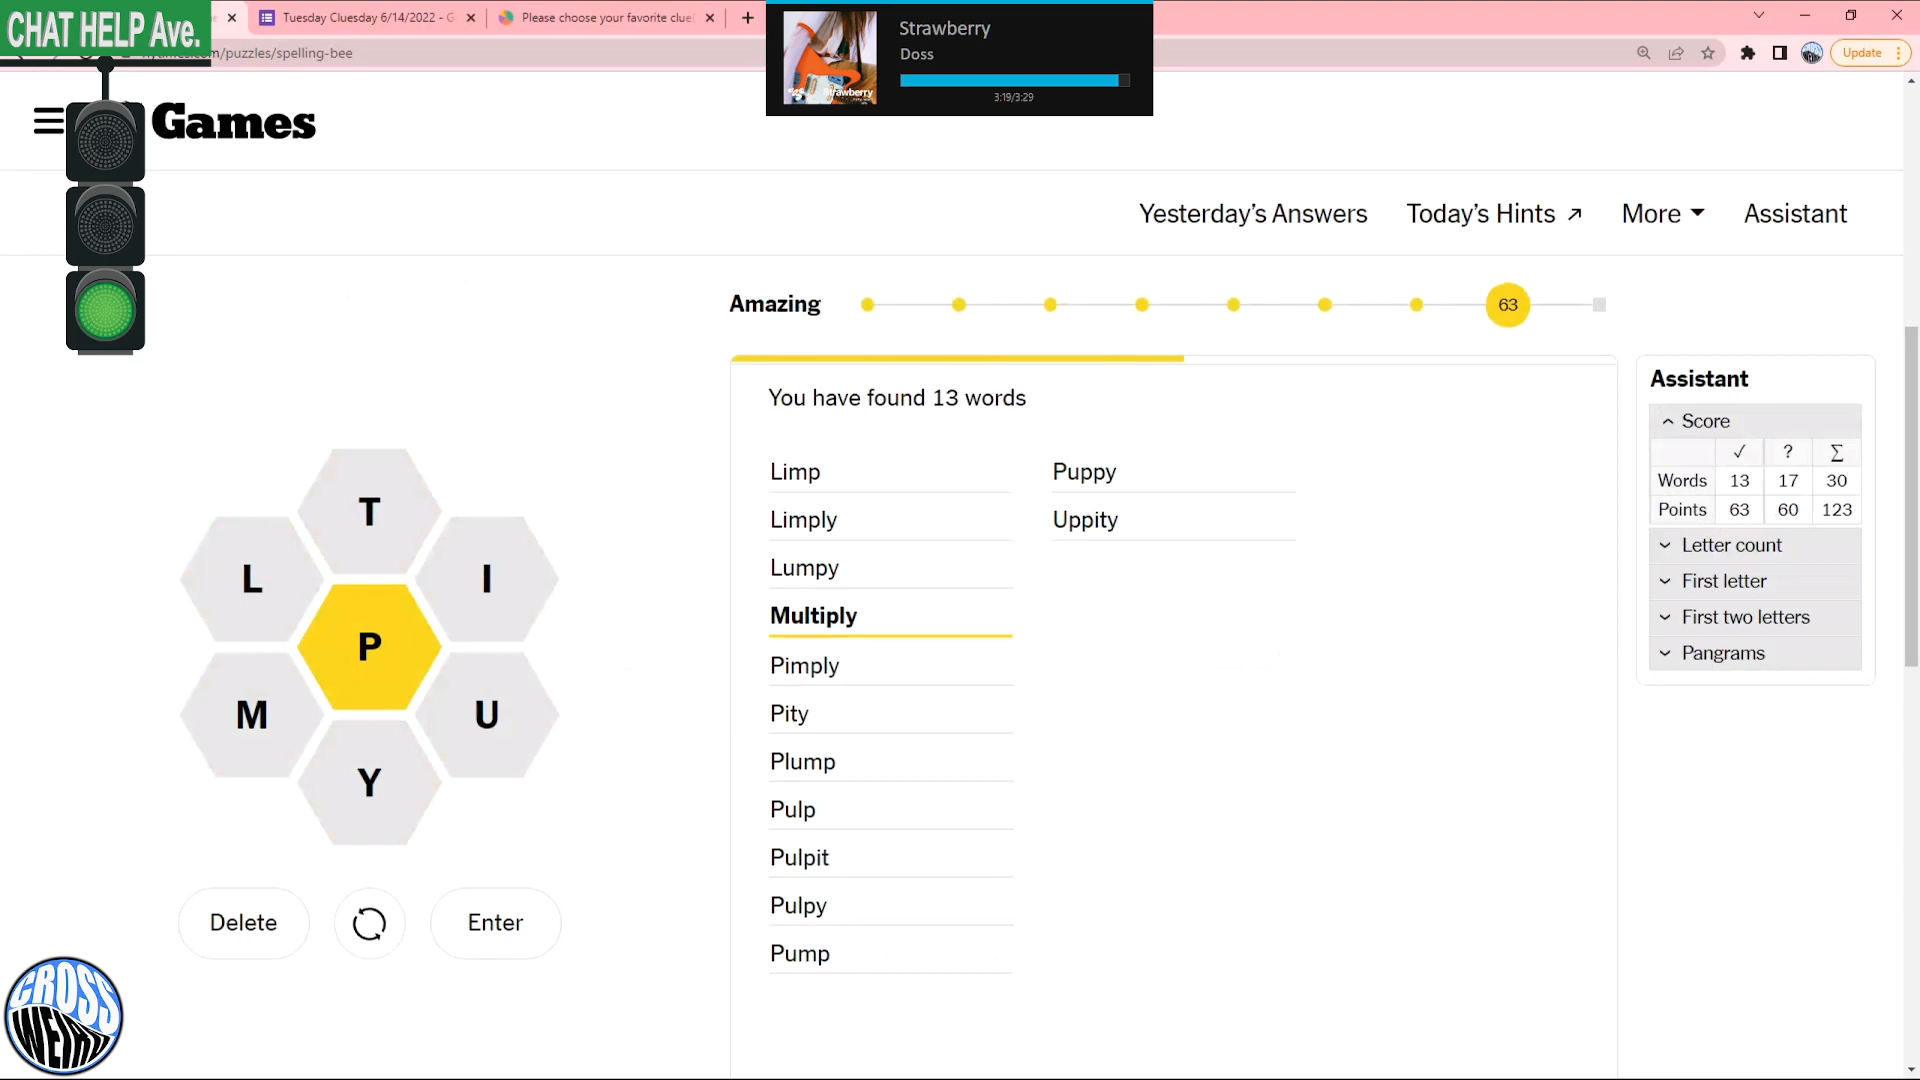 CHAT HELP Ave.
Tuesday Cluesday 6/14/2022 - G
Please choose your favorite clue
m/puzzles/spelling-bee
Update
Strawberry
Doss
Strawberry
3:19/3:29
Games
Yesterday's Answers
Today's Hints
More
Assistant
Amazing
63
You have found 13 words
Limp
Limply
Lumpy
Multiply
Pimply
Pity
Plump
Pulp
Pulpit
Pulpy
Pump
Puppy
Uppity
Assistant
Score
✓ ? ∑
Words 13 17 30
Points 63 60 123
Letter count
First letter
First two letters
Pangrams
T
L
I
P
M
U
Y
Delete
Enter
CROSS
WEIRD